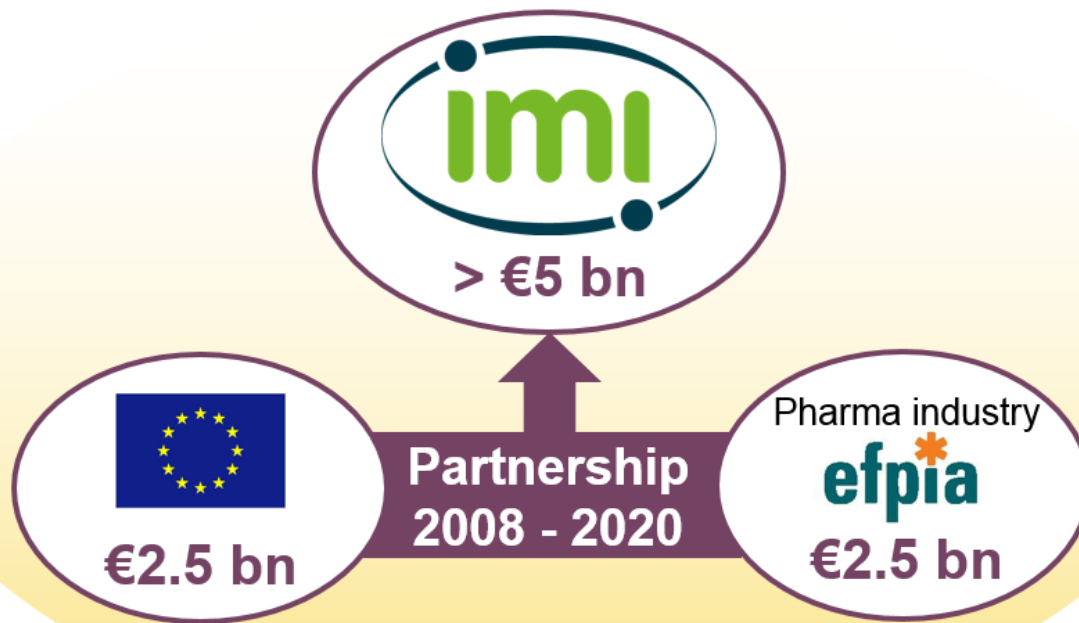 imi
> €5 bn
Partnership
2008 - 2020
€2.5 bn
Pharma industry
efpia
€2.5 bn